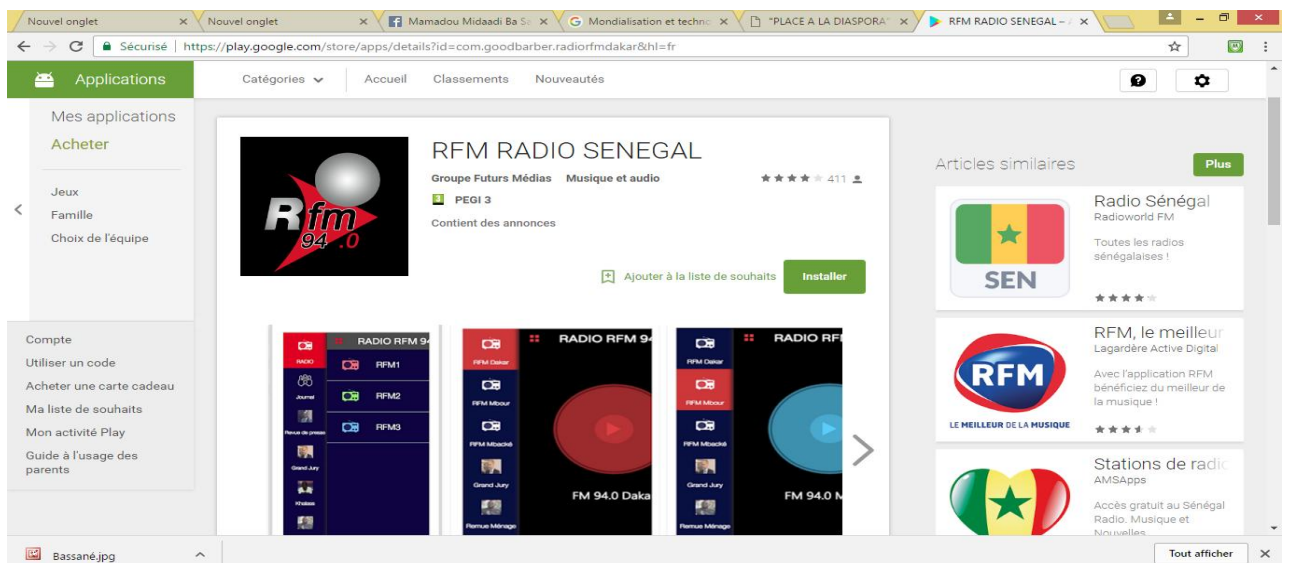 Nouvel onglet
Nouvel onglet
Mamadou Midaadi Ba Sa
Mondialisation et techno
"PLACE A LA DIASPORA"
RFM RADIO SENEGAL – A
Sécurisé https://play.google.com/store/apps/details?id=com.goodbarber.radiorfmdakar&hl=fr
Applications
Catégories
Accueil
Classements
Nouveautés
Mes applications
Acheter
Jeux
Famille
Choix de l'équipe
Compte
Utiliser un code
Acheter une carte cadeau
Ma liste de souhaits
Mon activité Play
Guide à l'usage des
parents
Rfm
94.0
RFM RADIO SENEGAL
Groupe Futurs Médias Musique et audio
411
3 PEGI 3
Contient des annonces
Ajouter à la liste de souhaits
Installer
RADIO RFM 94
RADIO
RFM1
Journal
RFM2
Revue de presse
RFM3
Grand Jury
Khalass
RADIO RFM 94
RFM Dakar
RFM Mbour
RFM Mbacké
Grand Jury
FM 94.0 Daka
Remue Ménage
RADIO RFI
RFM Dakar
RFM Mbour
RFM Mbacké
Grand Jury
FM 94.0 M
Remue Ménage
Articles similaires
Plus
SEN
Radio Sénégal
Radioworld FM
Toutes les radios
sénégalaises !
RFM
LE MEILLEUR DE LA MUSIQUE
RFM, le meilleur
Lagardère Active Digital
Avec l'application RFM
bénéficiez du meilleur de
la musique !
Stations de radio
AMSApps
Accès gratuit au Sénégal
Radio. Musique et
Nouvelles
Bassané.jpg
Tout afficher